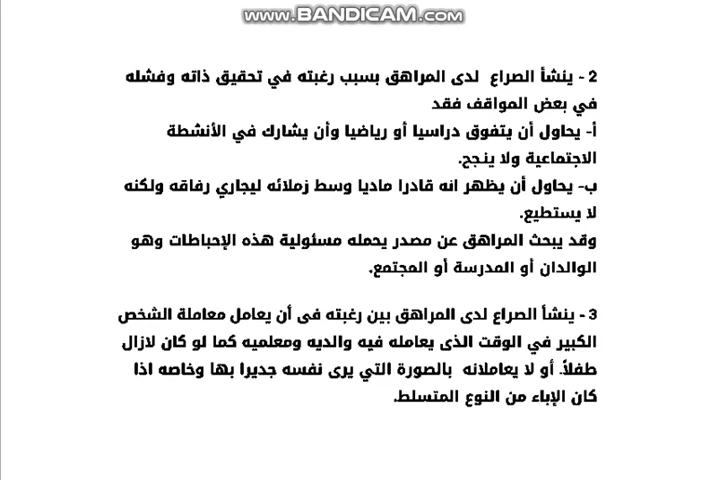 www.BANDICAM.com
2 - ينشأ الصراع لدى المراهق بسبب رغبته في تحقيق ذاته وفشله
في بعض المواقف فقد
أ- يحاول أن يتفوق دراسيا أو رياضيا وأن يشارك في الأنشطة
الاجتماعية ولا ينجح.
ب- يحاول أن يظهر انه قادرا ماديا وسط زملائه ليجاري رفاقه ولكنه
لا يستطيع.
وقد يبحث المراهق عن مصدر يحمله مسئولية هذه الإحباطات وهو
الوالدان أو المدرسة أو المجتمع.
3 - ينشأ الصراع لدى المراهق بين رغبته فى أن يعامل معاملة الشخص
الكبير في الوقت الذى يعامله فيه والديه ومعلميه كما لو كان لازال
طفلاً. أو لا يعاملانه بالصورة التي يرى نفسه جديرا بها وخاصه اذا
كان الإباء من النوع المتسلط.